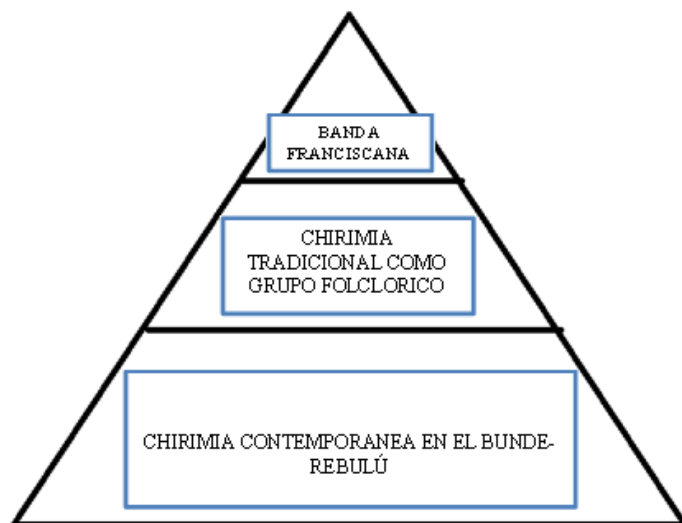 BANDA
FRANCISCANA
CHIRIMIA
TRADICIONAL COMO
GRUPO FOLCLORICO
CHIRIMIA CONTEMPORANEA EN EL BUNDE-
REBULÚ